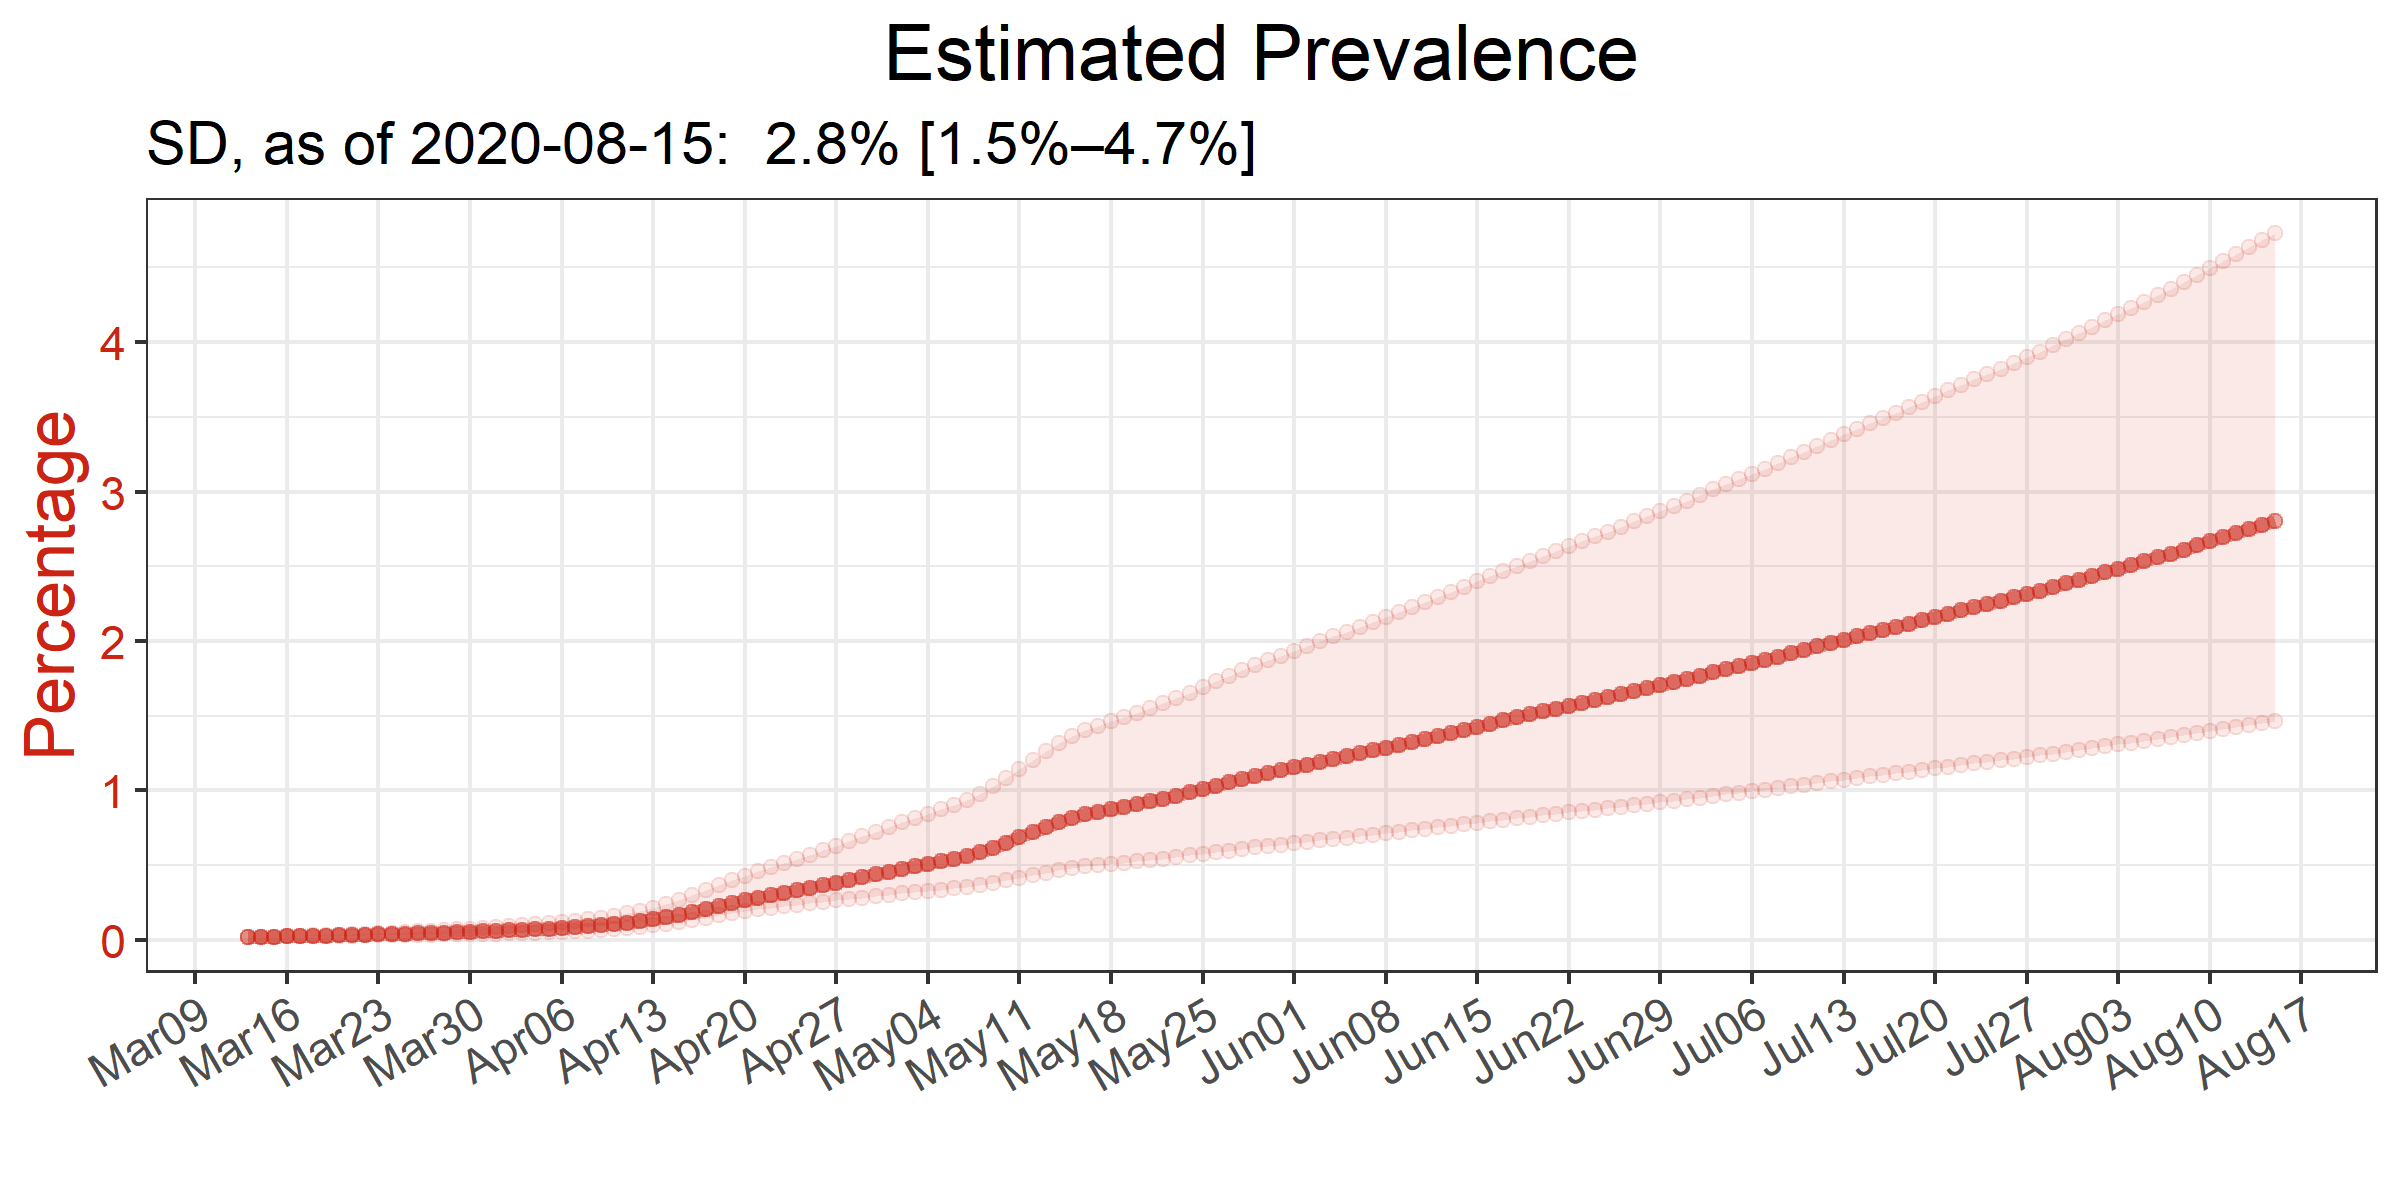 Estimated Prevalence
SD, as of 2020-08-15:  2.8% [1.5%–4.7%]
Percentage
4
3
2
1
0
Mar09
Mar16
Mar23
Mar30
Apr06
Apr13
Apr20
Apr27
May04
May11
May18
May25
Jun01
Jun08
Jun15
Jun22
Jun29
Jul06
Jul13
Jul20
Jul27
Aug03
Aug10
Aug17